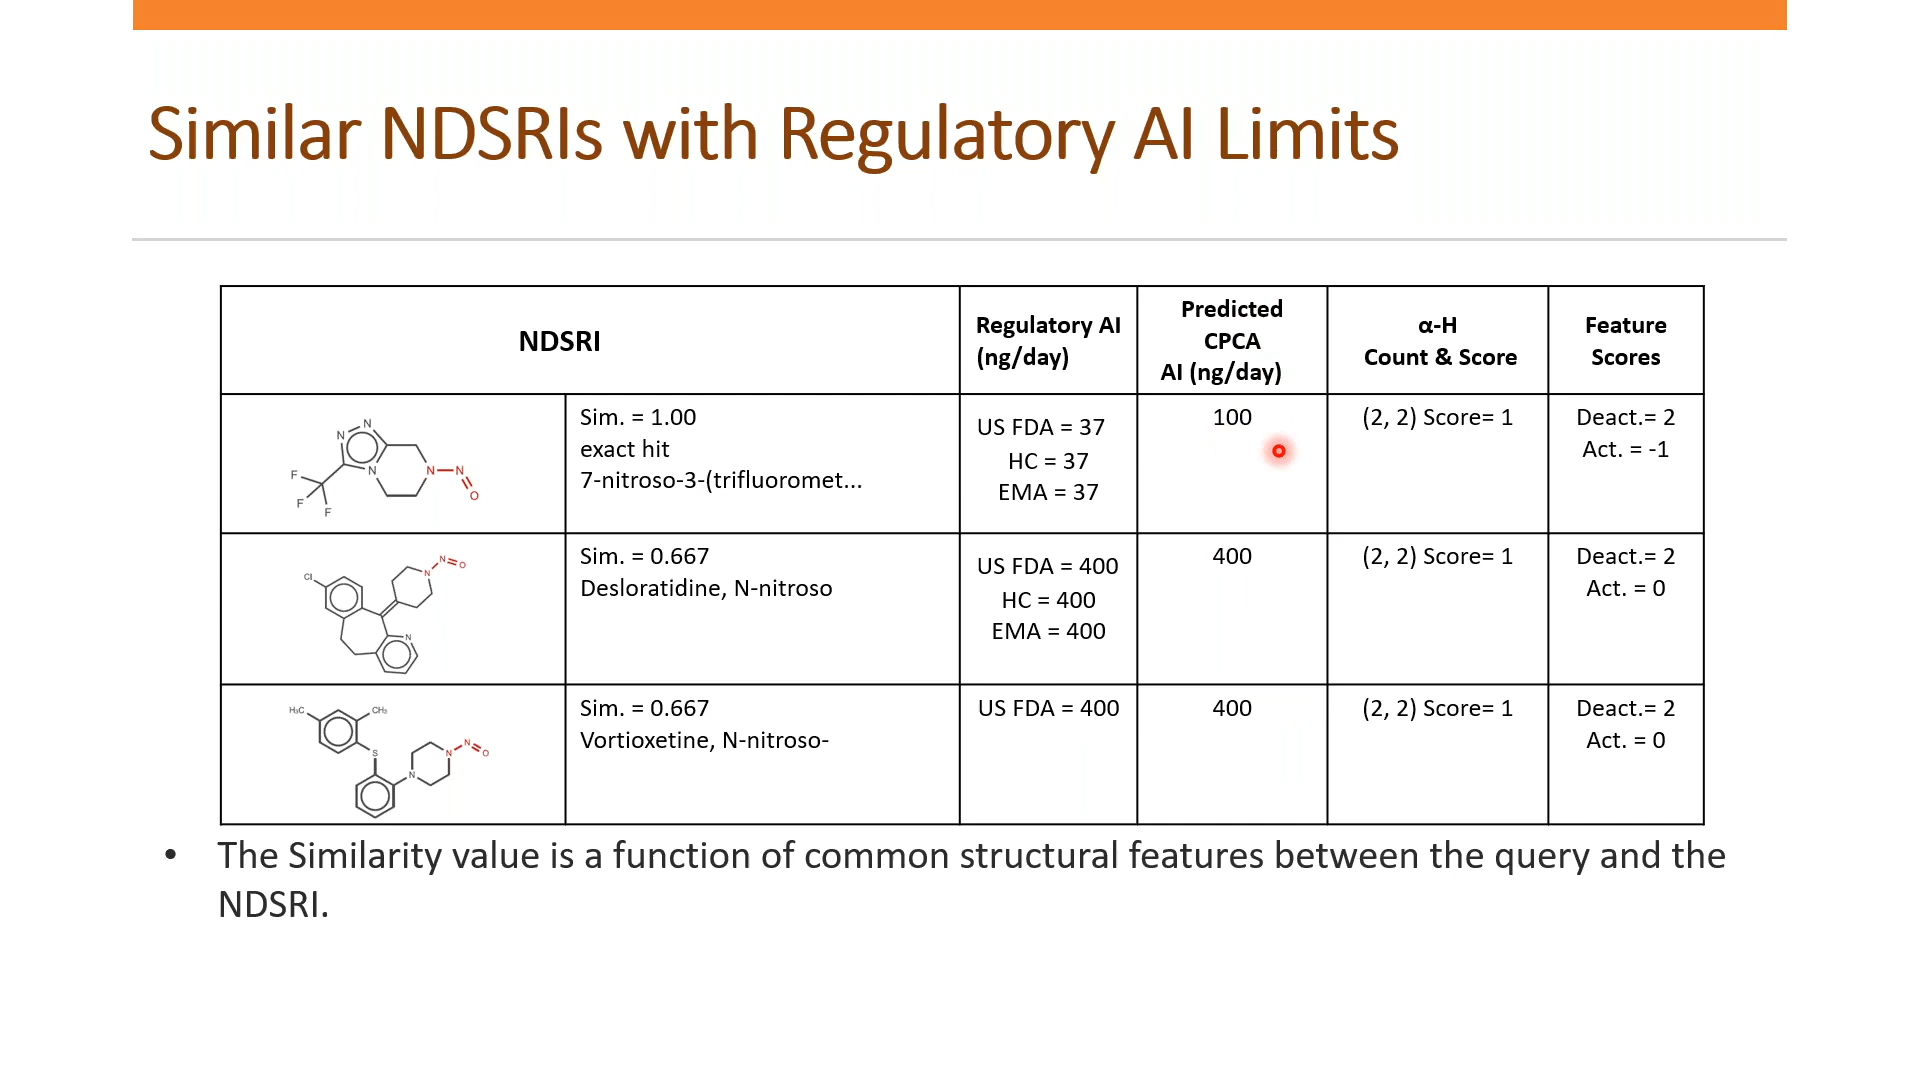 Similar NDSRIs with Regulatory AI Limits
NDSRI
Regulatory AI
(ng/day)
Predicted
CPCA
AI (ng/day)
α-H
Count & Score
Feature
Scores
N
N
N
N
N
O
F
F
F
Sim. = 1.00
exact hit
7-nitroso-3-(trifluoromet...
US FDA = 37
HC = 37
EMA = 37
100
(2, 2) Score= 1
Deact.= 2
Act. = -1
Cl
N
N
O
N
Sim. = 0.667
Desloratidine, N-nitroso
US FDA = 400
HC = 400
EMA = 400
400
(2, 2) Score= 1
Deact.= 2
Act. = 0
H₃C
CH₃
S
N
N
N
O
Sim. = 0.667
Vortioxetine, N-nitroso-
US FDA = 400
400
(2, 2) Score= 1
Deact.= 2
Act. = 0
• The Similarity value is a function of common structural features between the query and the
NDSRI.